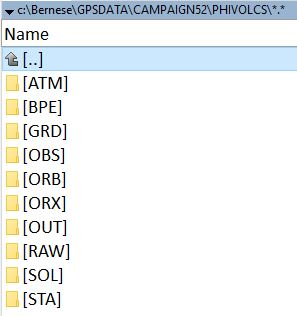 c:\Bernese\GPSDATA\CAMPAIGN52\PHIVOLCS\*.*
Name
[..]
[ATM]
[BPE]
[GRD]
[OBS]
[ORB]
[ORX]
[OUT]
[RAW]
[SOL]
[STA]